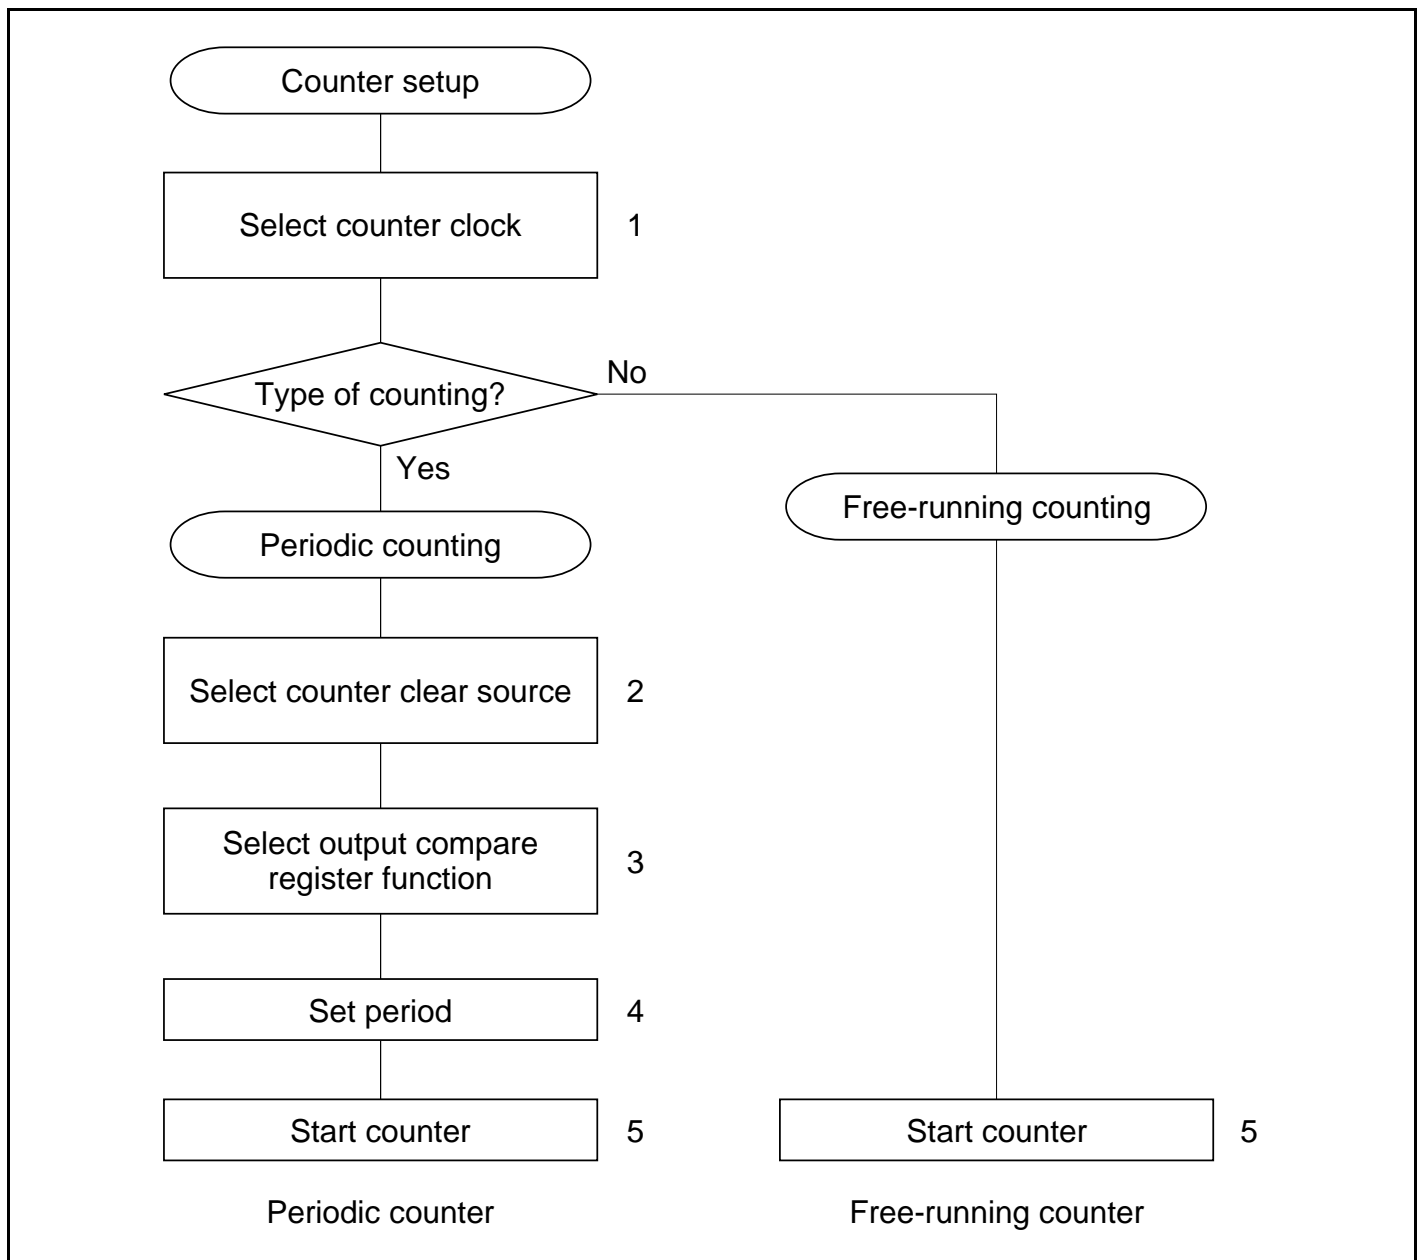 Counter setup
Select counter clock
1
Type of counting?
No
Yes
Free-running counting
Periodic counting
Select counter clear source
2
Select output compare
register function
3
Set period
4
Start counter
5
Start counter
5
Periodic counter
Free-running counter